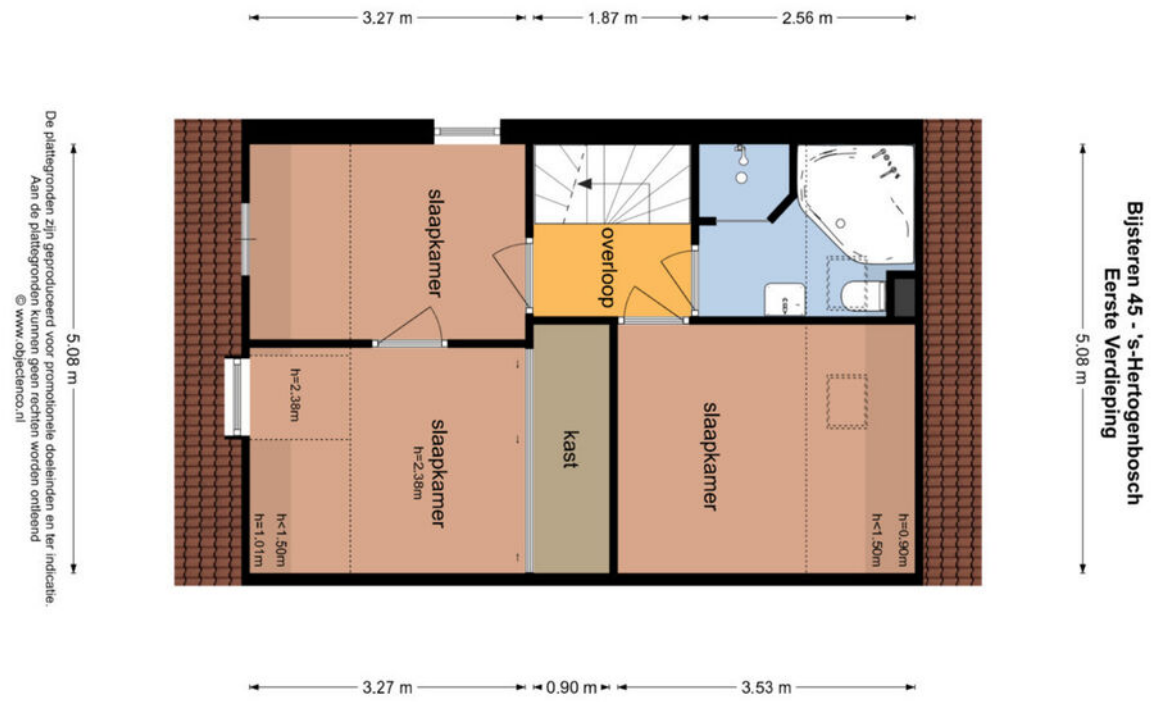 Bijsteren 45 - 's-Hertogenbosch
Eerste Verdieping
3.27 m
1.87 m
2.56 m
5.08 m
5.08 m
slaapkamer
overloop
slaapkamer
h=2.38m
h=2.38m
h<1.50m
h=1.01m
kast
slaapkamer
h=0.90m
h<1.50m
3.27 m
0.90 m
3.53 m
De plattegronden zijn geproduceerd voor promotionele doeleinden en ter indicatie.
Aan de plattegronden kunnen geen rechten worden ontleend
© www.objectenco.nl